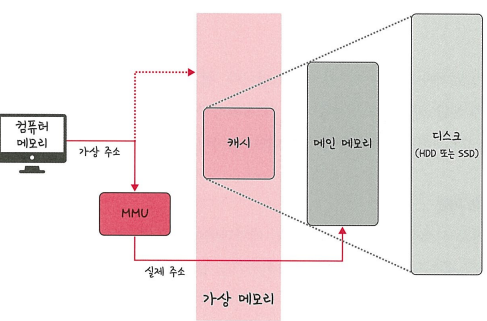 컴퓨터
메모리
가상 주소
MMU
실제 주소
캐시
메인 메모리
디스크
(HDD 또는 SSD)
가상 메모리